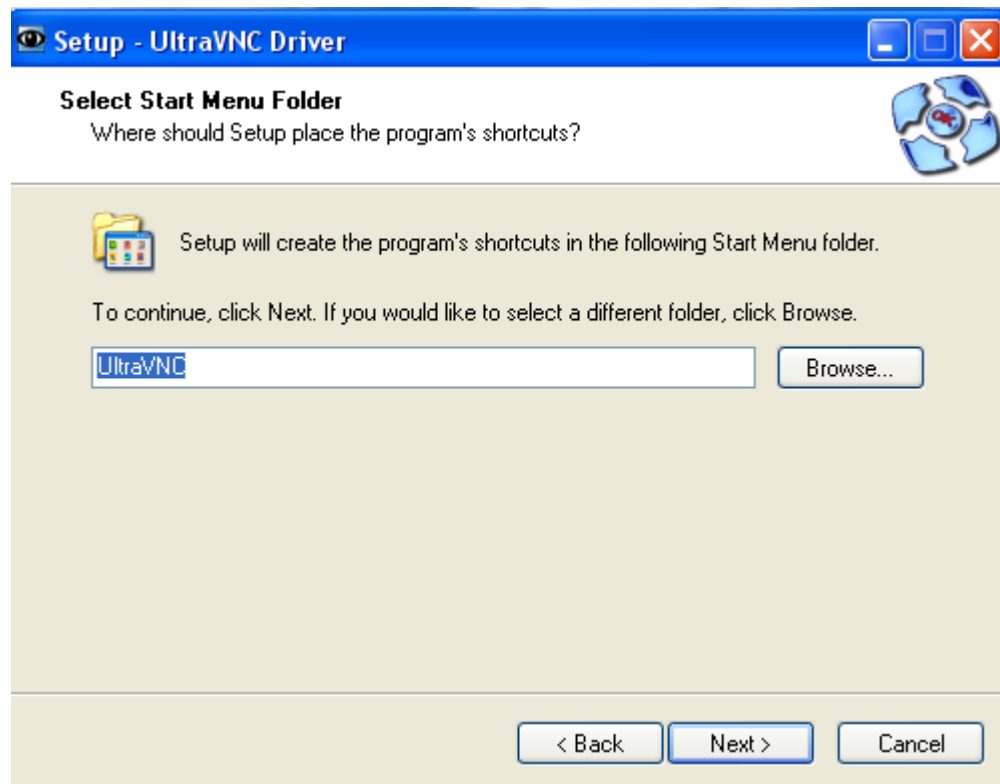 Setup - UltraVNC Driver
Select Start Menu Folder
Where should Setup place the program's shortcuts?
Setup will create the program's shortcuts in the following Start Menu folder.
To continue, click Next. If you would like to select a different folder, click Browse.
UltraVNC
Browse...
< Back
Next >
Cancel